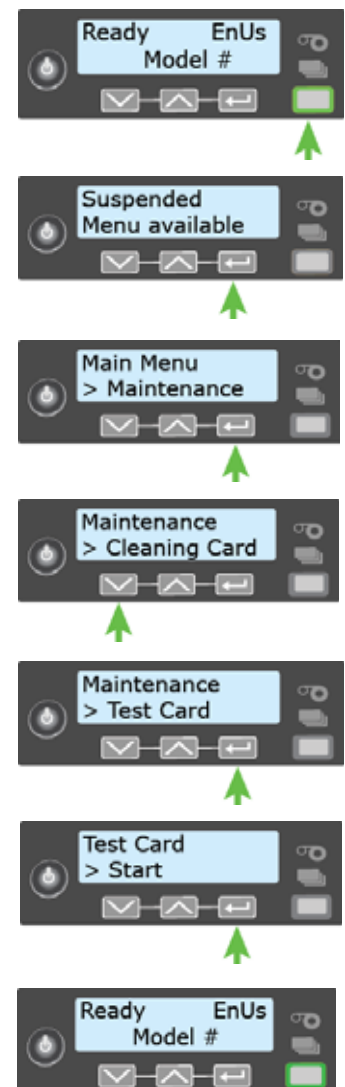 Ready EnUs
Model #
Suspended
Menu available
Main Menu
> Maintenance
Maintenance
> Cleaning Card
Maintenance
> Test Card
Test Card
> Start
Ready EnUs
Model #